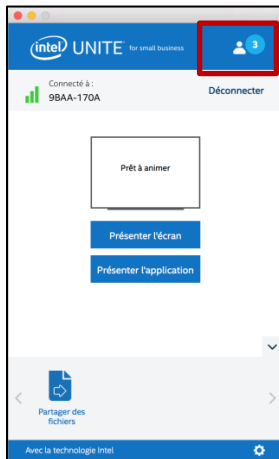 intel UNITE for small business
3
Connecté à :
9BAA-170A
Déconnecter
Prêt à animer
Présenter l'écran
Présenter l'application
Partager des
fichiers
Avec la technologie Intel